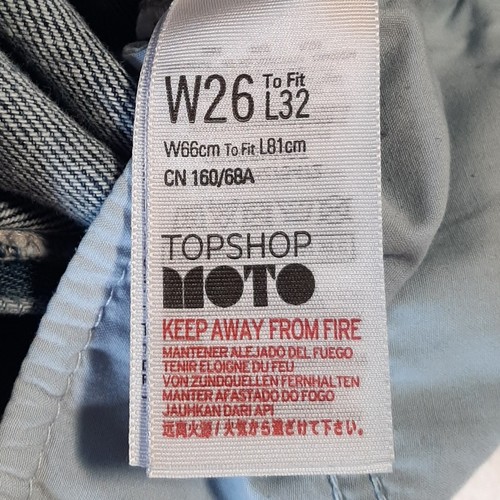 W26 To Fit L32
W66cm To Fit L81cm
CN 160/68A
TOPSHOP
MOTO
KEEP AWAY FROM FIRE
MANTENER ALEJADO DEL FUEGO
TENIR ELOIGNE DU FEU
VON ZUNDQUELLEN FERNHALTEN
MANTER AFASTADO DO FOGO
JAUHKAN DARI API
远离火源/火気から遠ざけて下さい。